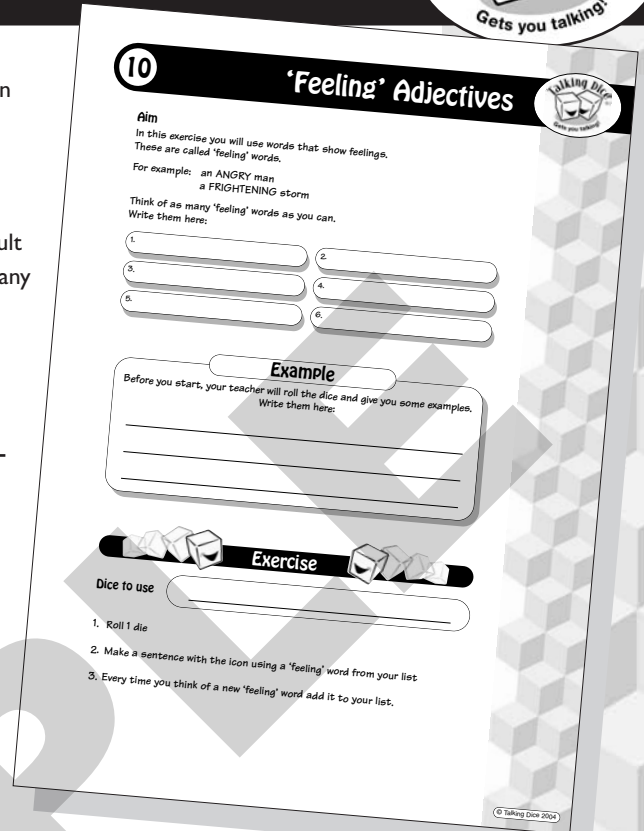 Gets you talking!
n
ult
any
10
'Feeling' Adjectives
Talking Dice
Gets you talking!
Aim
In this exercise you will use words that show feelings.
These are called 'feeling' words.
For example: an ANGRY man
a FRIGHTENING storm
Think of as many 'feeling' words as you can.
Write them here:
1.
2.
3.
4.
5.
6.
Example
Before you start, your teacher will roll the dice and give you some examples.
Write them here:
Exercise
Dice to use
1. Roll 1 die
2. Make a sentence with the icon using a 'feeling' word from your list
3. Every time you think of a new 'feeling' word add it to your list.
© Talking Dice 2004
PLE